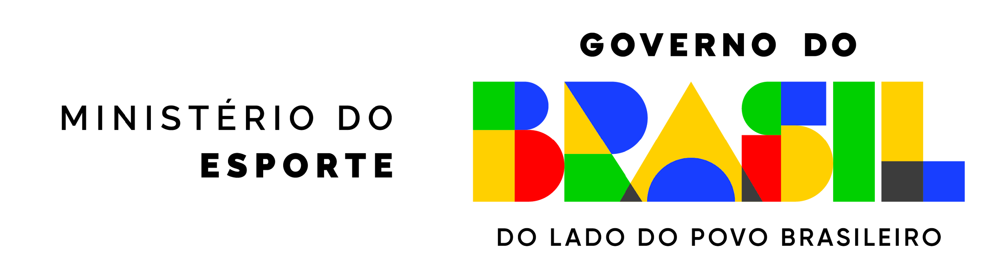 MINISTÉRIO DO
ESPORTE
GOVERNO DO
BRASIL
DO LADO DO POVO BRASILEIRO